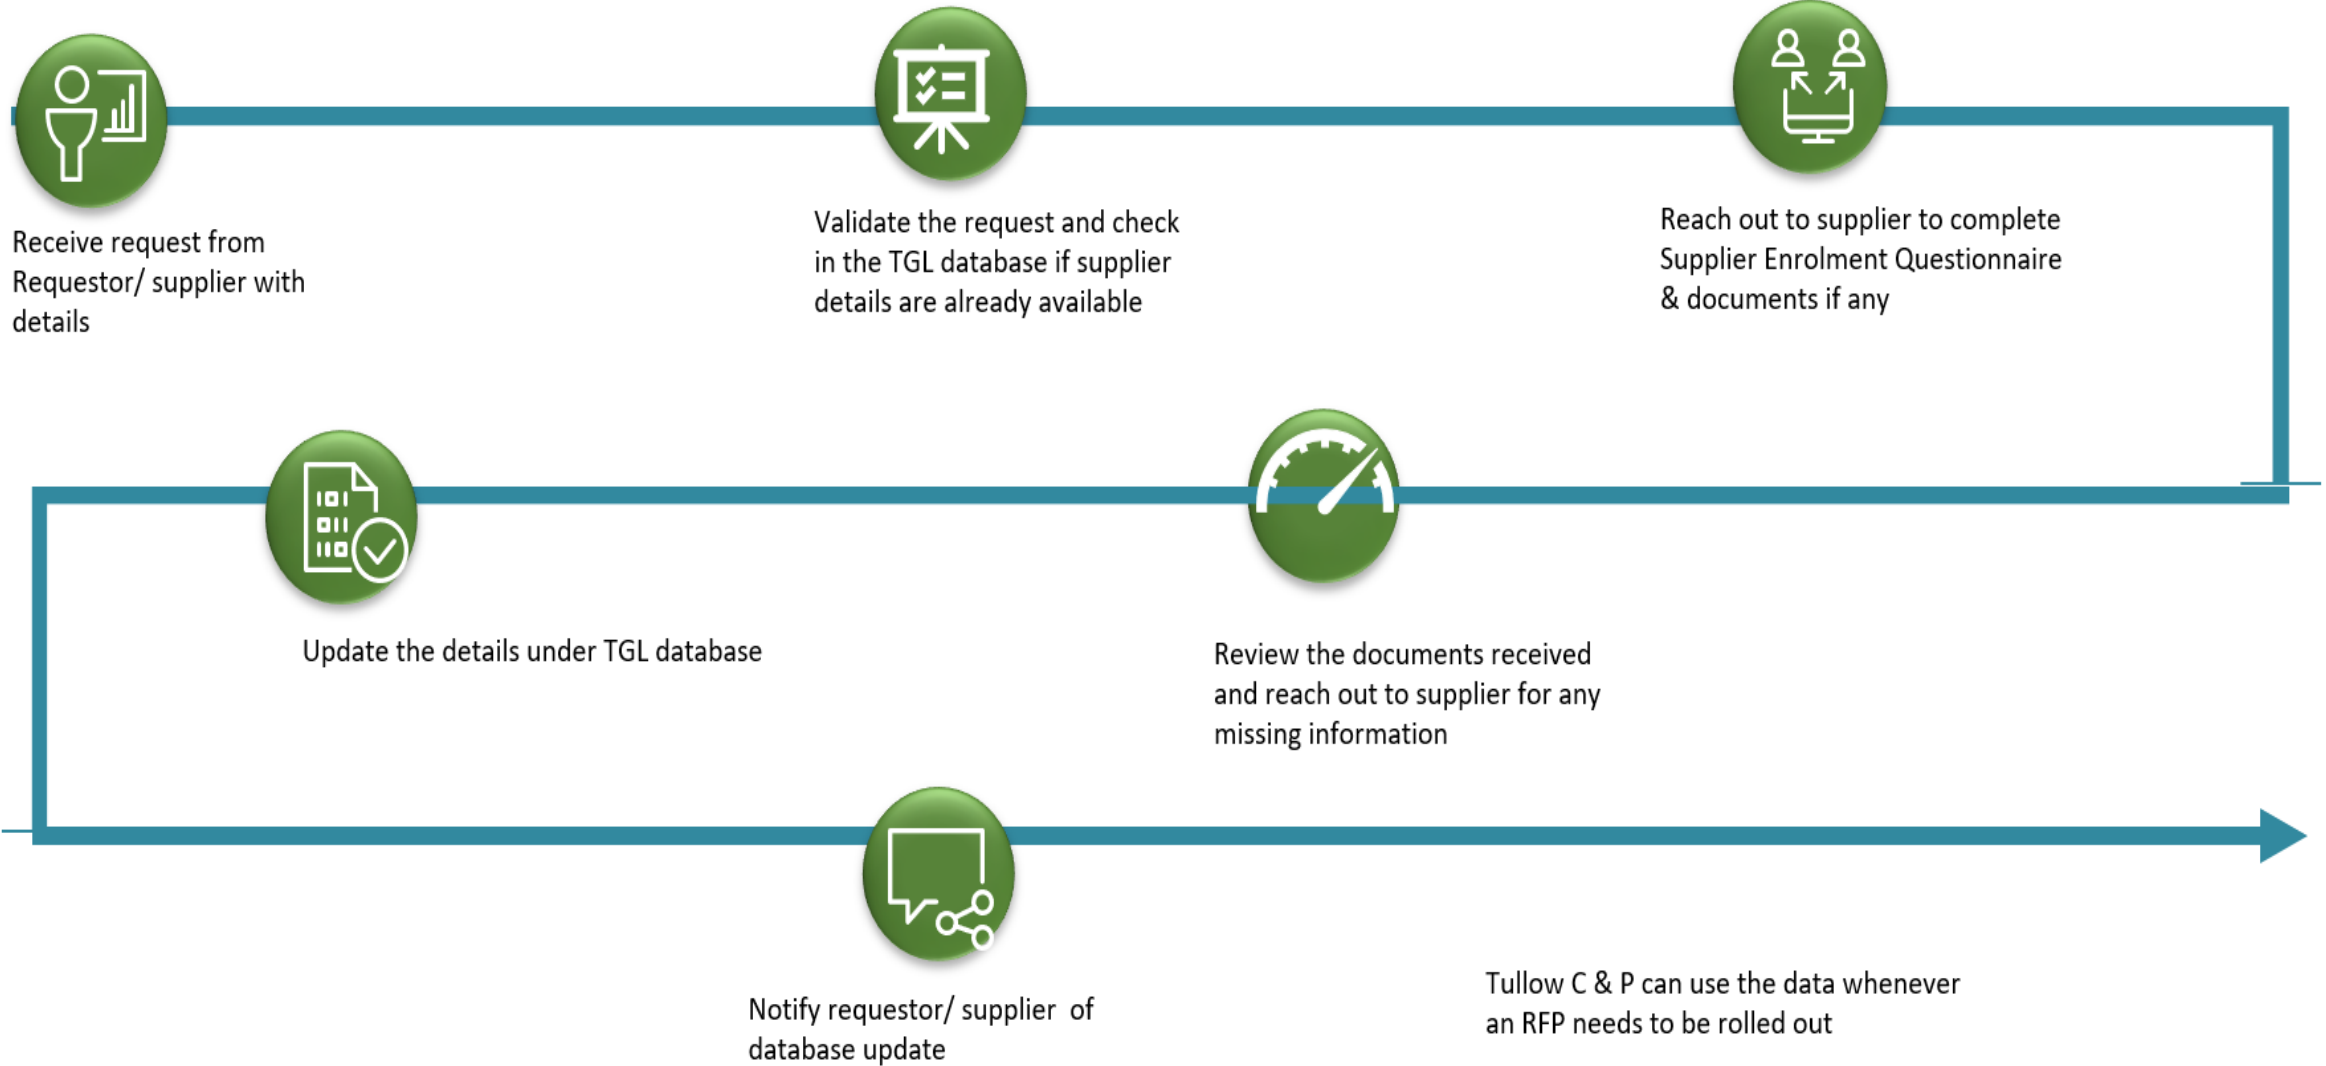 Receive request from
Requestor/ supplier with
details
Validate the request and check
in the TGL database if supplier
details are already available
Reach out to supplier to complete
Supplier Enrolment Questionnaire
& documents if any
Review the documents received
and reach out to supplier for any
missing information
Update the details under TGL database
Notify requestor/ supplier of
database update
Tullow C & P can use the data whenever
an RFP needs to be rolled out